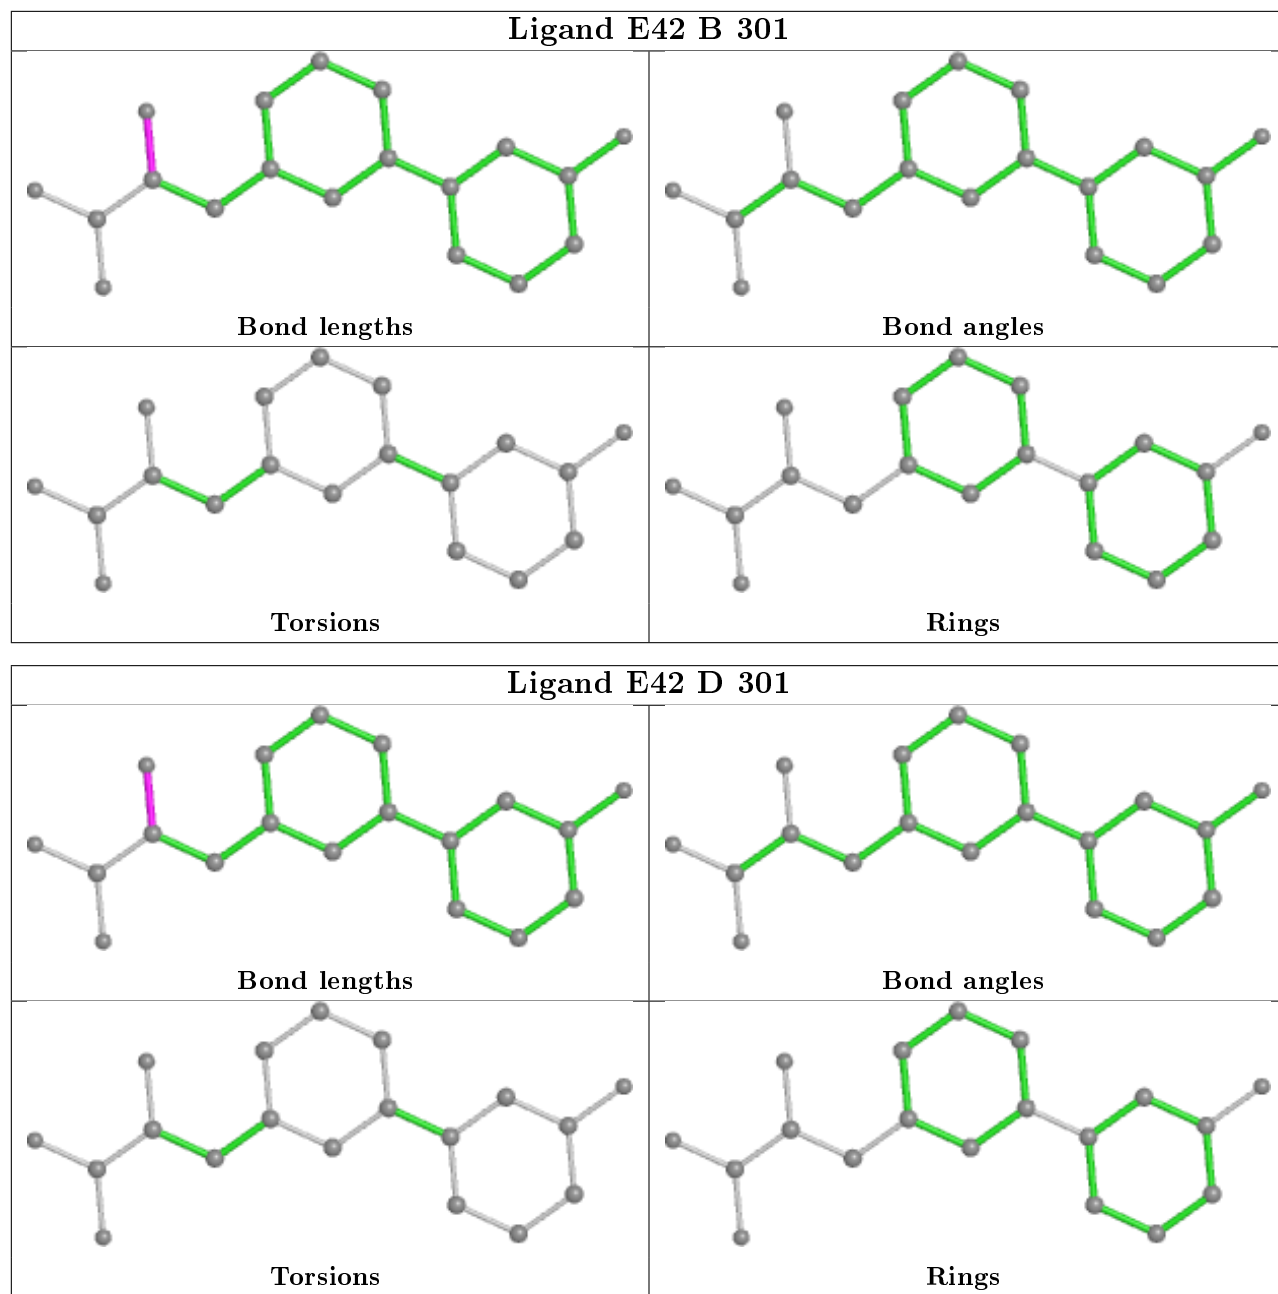 Ligand E42 B 301
Bond lengths
Bond angles
Torsions
Rings
Ligand E42 D 301
Bond lengths
Bond angles
Torsions
Rings